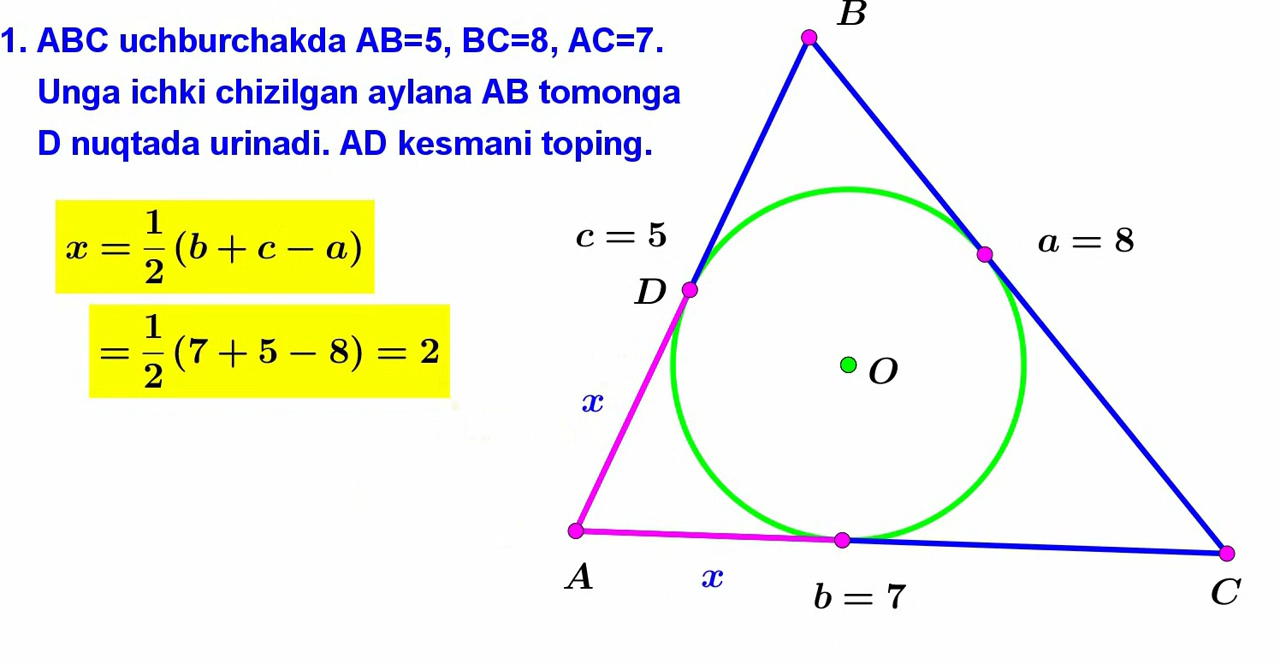 1. ABC uchburchakda AB=5, BC=8, AC=7.
Unga ichki chizilgan aylana AB tomonga
D nuqtada urinadi. AD kesmani toping.
x = 1/2 (b + c − a)
= 1/2 (7 + 5 − 8) = 2
B
c = 5
a = 8
D
O
x
A
x
b = 7
C